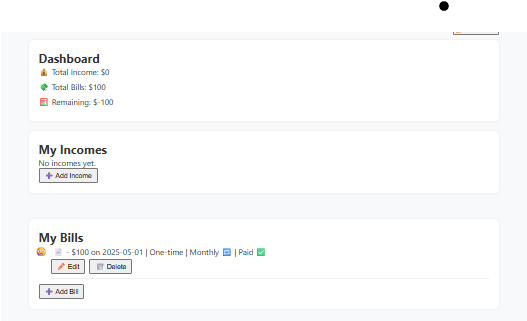 Dashboard
💰 Total Income: $0
💸 Total Bills: $100
🧮 Remaining: $-100
My Incomes
No incomes yet.
➕ Add Income
My Bills
📄 - $100 on 2025-05-01 | One-time | Monthly 🔁 | Paid ✅
Edit
Delete
➕ Add Bill